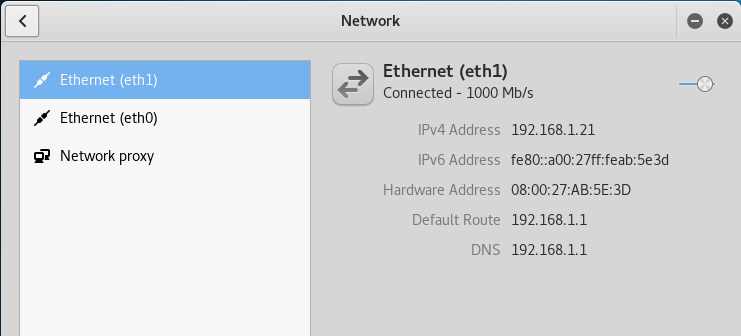 Network
Ethernet (eth1)
Ethernet (eth0)
Network proxy
Ethernet (eth1)
Connected - 1000 Mb/s
IPv4 Address 192.168.1.21
IPv6 Address fe80::a00:27ff:feab:5e3d
Hardware Address 08:00:27:AB:5E:3D
Default Route 192.168.1.1
DNS 192.168.1.1